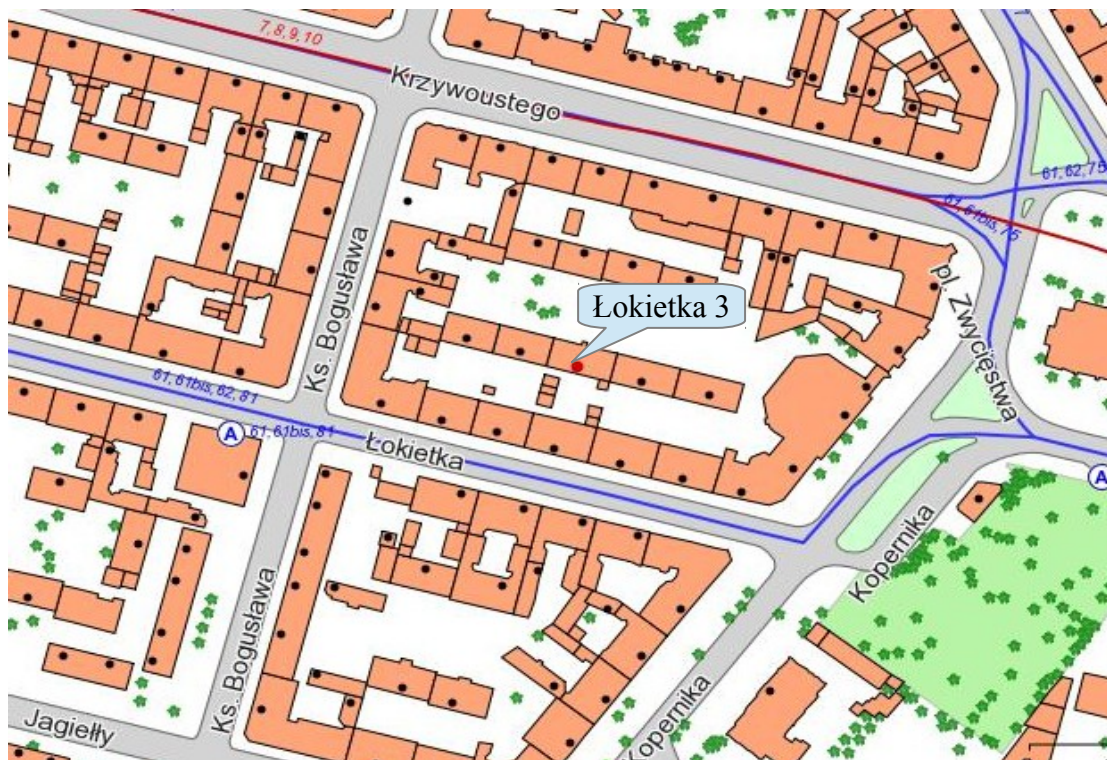 7, 8, 9, 10
Krzywoustego
61, 62, 75
61, 61bis, 75
Ks. Bogusława
pl. Zwycięstwa
Łokietka 3
61, 61bis, 62, 81
A
61, 61bis, 81
Łokietka
A
Kopernika
Ks. Bogusława
Kopernika
Jagiełły